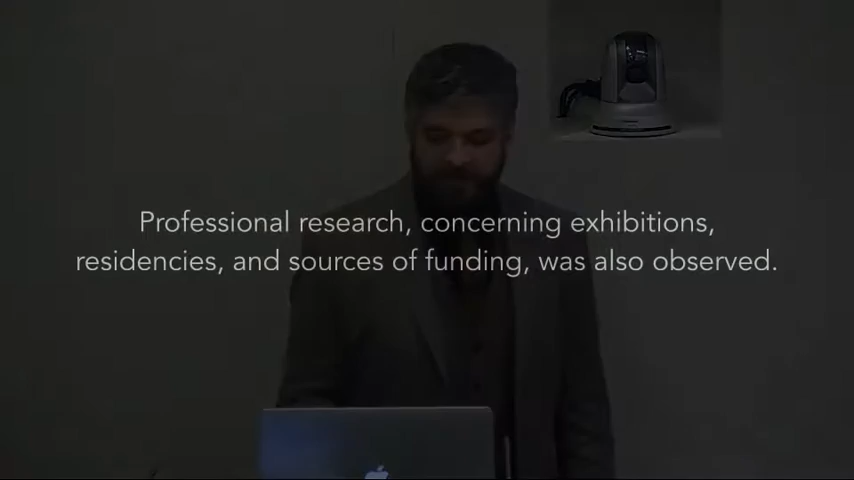 Professional research, concerning exhibitions,
residencies, and sources of funding, was also observed.